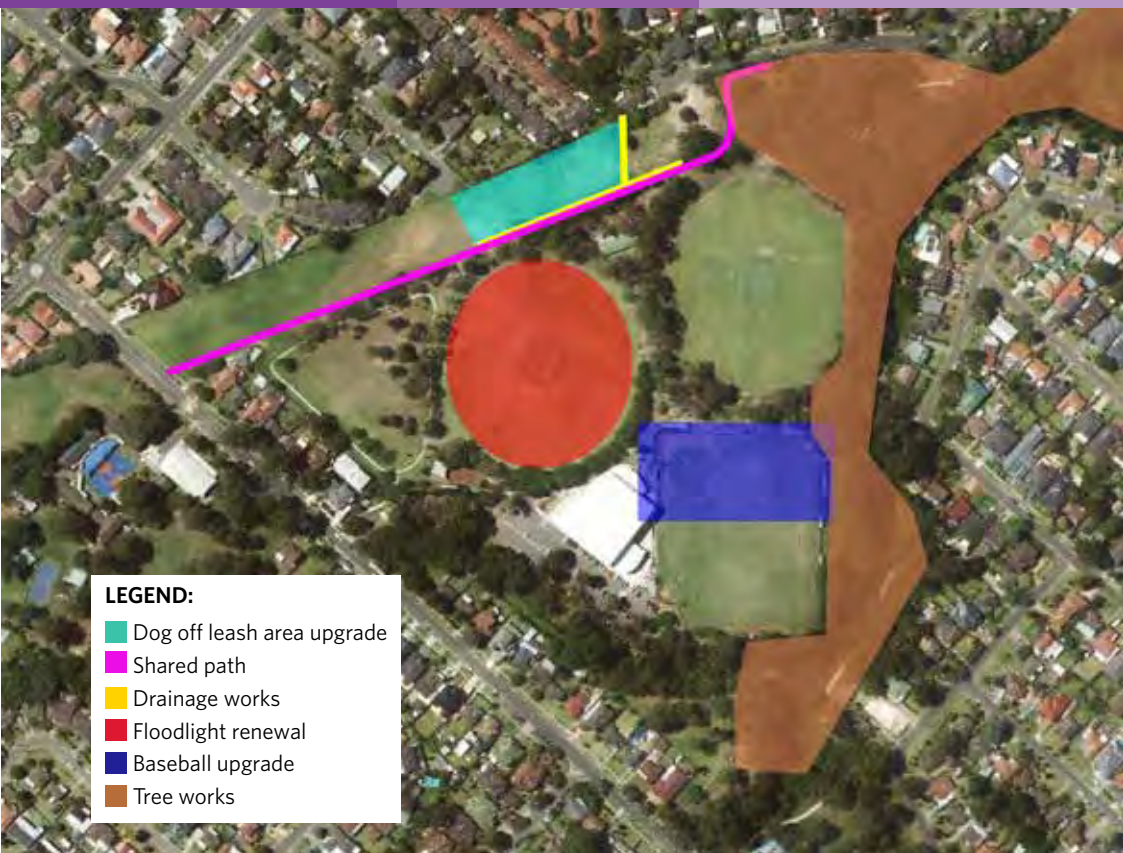 LEGEND:
Dog off leash area upgrade
Shared path
Drainage works
Floodlight renewal
Baseball upgrade
Tree works